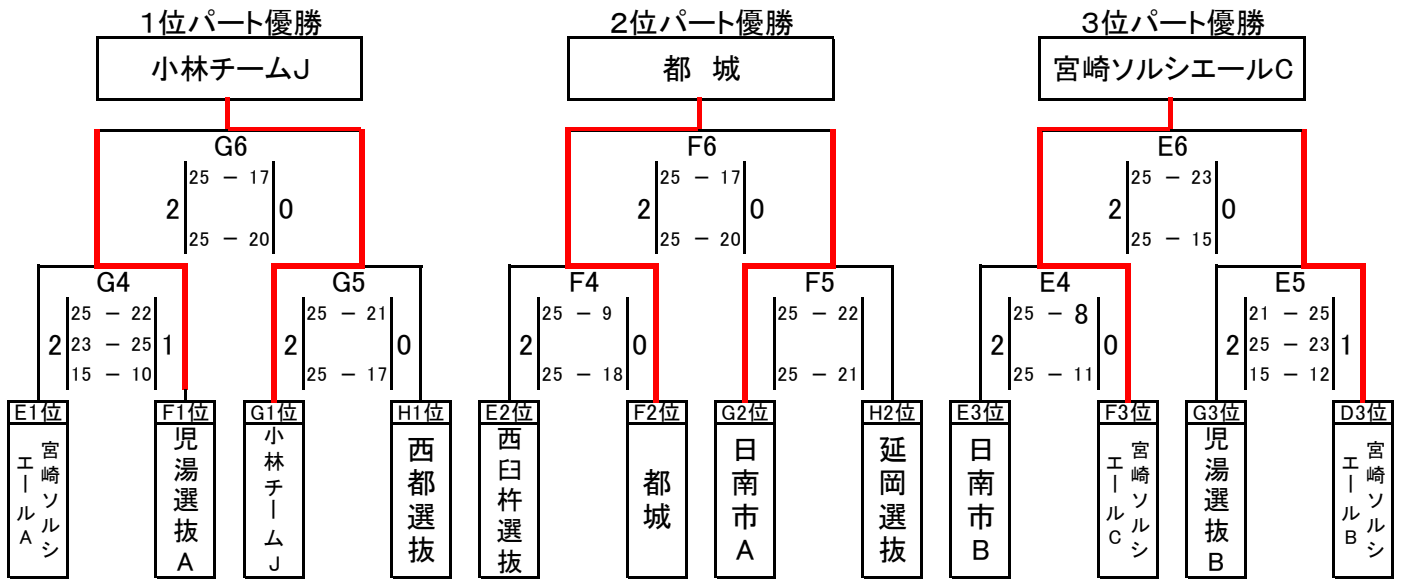 1位パート優勝
小林チームJ
G6
25 － 17
2 0
25 － 20
G4
25 － 22
2 23 － 25 1
15 － 10
G5
25 － 21
2 0
25 － 17
E1位
宮崎ソルシ
エールA
F1位
児湯選抜A
G1位
小林チームJ
H1位
西都選抜
2位パート優勝
都 城
F6
25 － 17
2 0
25 － 20
F4
25 － 9
2 0
25 － 18
F5
25 － 22
25 － 21
E2位
西臼杵選抜
F2位
都城
G2位
日南市A
H2位
延岡選抜
3位パート優勝
宮崎ソルシエールC
E6
25 － 23
2 0
25 － 15
E4
25 － 8
2 0
25 － 11
E5
21 － 25
2 25 － 23 1
15 － 12
E3位
日南市B
F3位
宮崎ソルシ
エールC
G3位
児湯選抜B
D3位
宮崎ソルシ
エールB